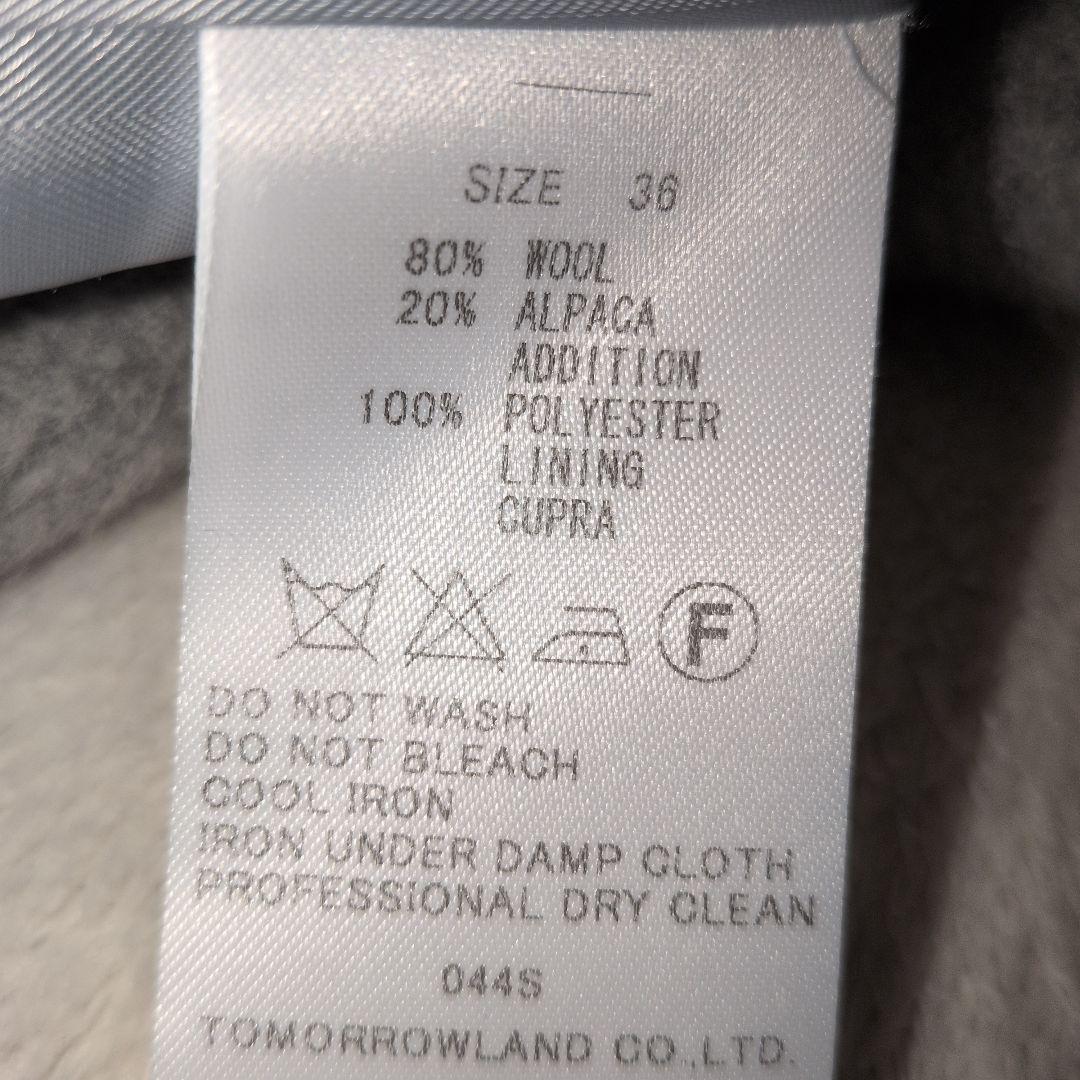 SIZE 36
80% WOOL
20% ALPACA
ADDITION
100% POLYESTER
LINING
CUPRA
F
DO NOT WASH
DO NOT BLEACH
COOL IRON
IRON UNDER DAMP CLOTH
PROFESSIONAL DRY CLEAN
044S
TOMORROWLAND CO.,LTD.